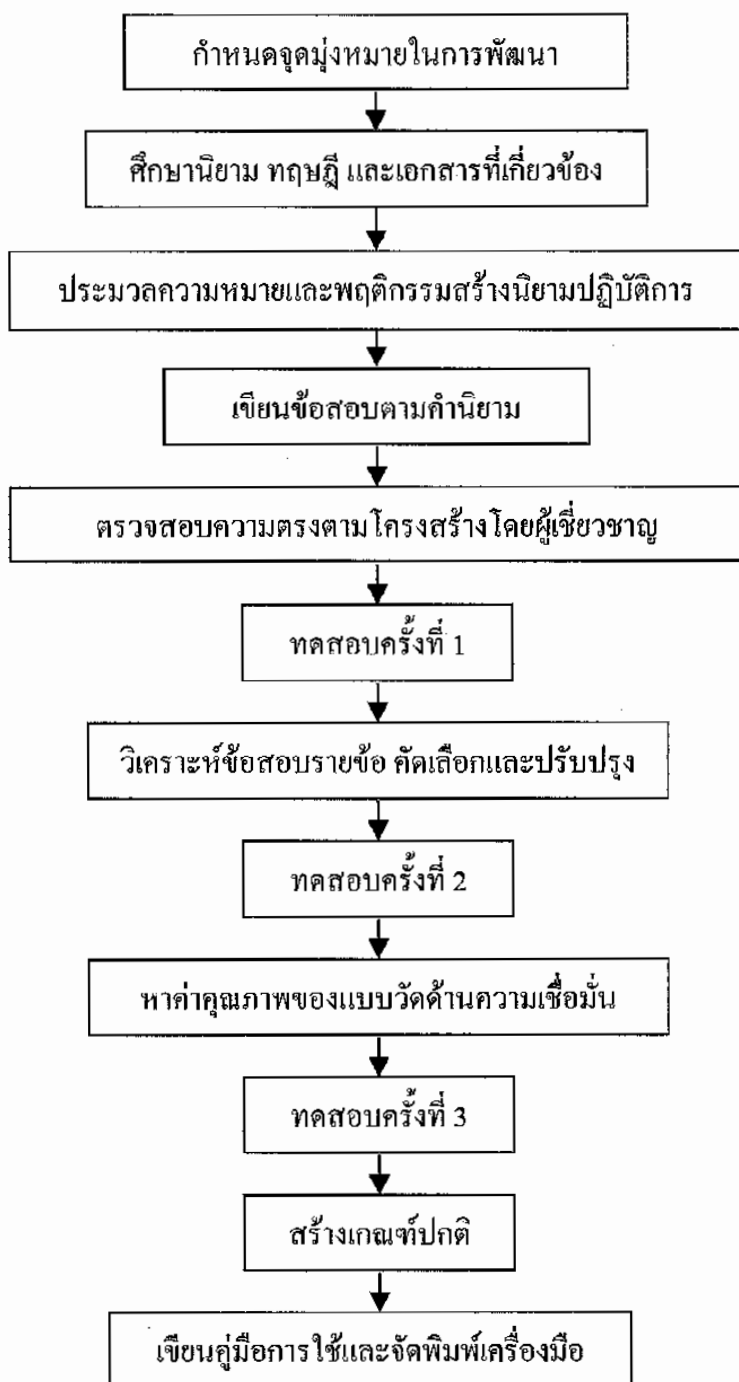 กำหนดจุดมุ่งหมายในการพัฒนา
ศึกษานิยาม ทฤษฎี และเอกสารที่เกี่ยวข้อง
ประมวลความหมายและพฤติกรรมสร้างนิยามปฏิบัติการ
เขียนข้อสอบตามคำนิยาม
ตรวจสอบความตรงตามโครงสร้างโดยผู้เชี่ยวชาญ
ทดสอบครั้งที่ 1
วิเคราะห์ข้อสอบรายข้อ คัดเลือกและปรับปรุง
ทดสอบครั้งที่ 2
หาค่าคุณภาพของแบบวัดด้านความเชื่อมั่น
ทดสอบครั้งที่ 3
สร้างเกณฑ์ปกติ
เขียนคู่มือการใช้และจัดพิมพ์เครื่องมือ